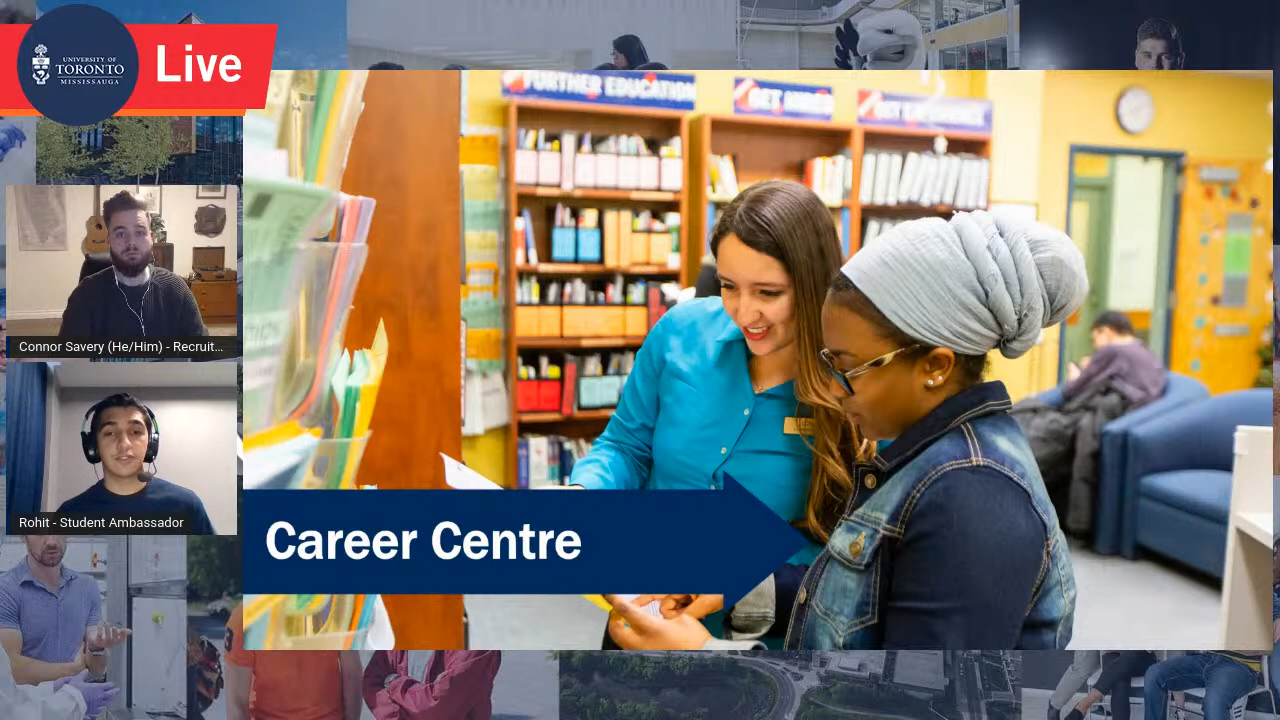 UNIVERSITY OF
TORONTO
MISSISSAUGA
Live
FURTHER EDUCATION
GET HIRED
GET EXPERIENCE
Connor Savery (He/Him) - Recruit...
Rohit - Student Ambassador
Career Centre